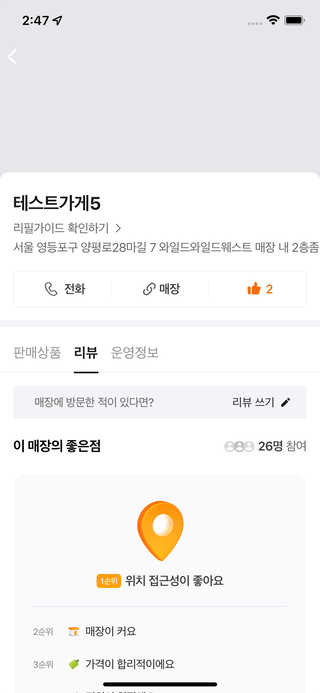 2:47
테스트가게5
리필가이드 확인하기 >
서울 영등포구 양평로28마길 7 와일드와일드웨스트 매장 내 2층좀
전화
매장
2
판매상품 리뷰 운영정보
매장에 방문한 적이 있다면? 리뷰 쓰기
이 매장의 좋은점 26명 참여
1순위 위치 접근성이 좋아요
2순위 매장이 커요
3순위 가격이 합리적이에요